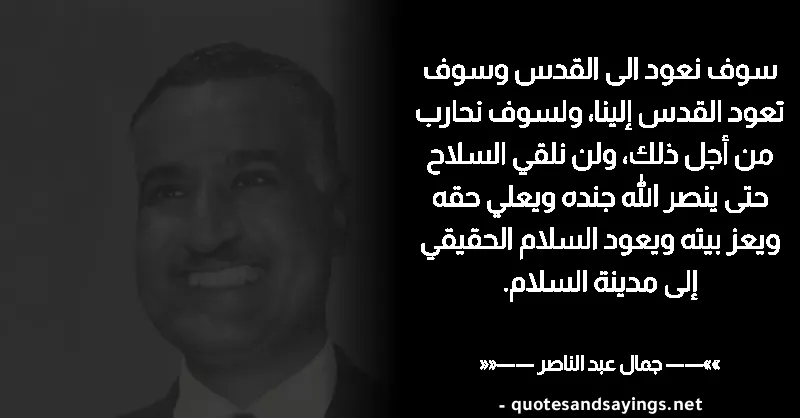 سوف نعود الى القدس وسوف
تعود القدس إلينا، ولسوف نحارب
من أجل ذلك، ولن نلقي السلاح
حتى ينصر الله جنده ويعلي حقه
ويعز بيته ويعود السلام الحقيقي
إلى مدينة السلام.
»»—— جمال عبد الناصر ——««
- quotesandsayings.net